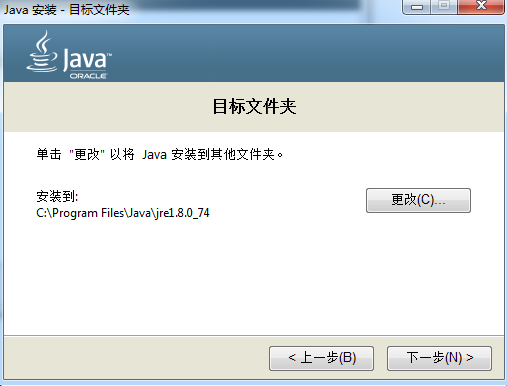 Java 安装 - 目标文件夹
Java™
ORACLE
目标文件夹
单击 "更改" 以将 Java 安装到其他文件夹。
安装到:
C:\Program Files\Java\jre1.8.0_74
更改(C)...
< 上一步(B)
下一步(N) >